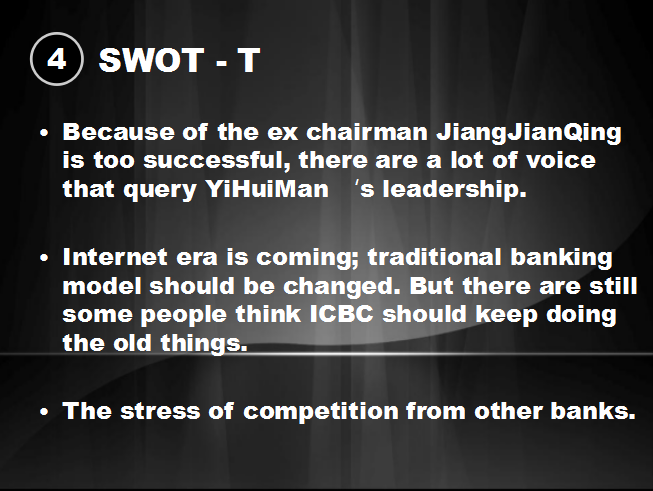 4 SWOT - T
• Because of the ex chairman JiangJianQing
is too successful, there are a lot of voice
that query YiHuiMan ′s leadership.
• Internet era is coming; traditional banking
model should be changed. But there are still
some people think ICBC should keep doing
the old things.
• The stress of competition from other banks.